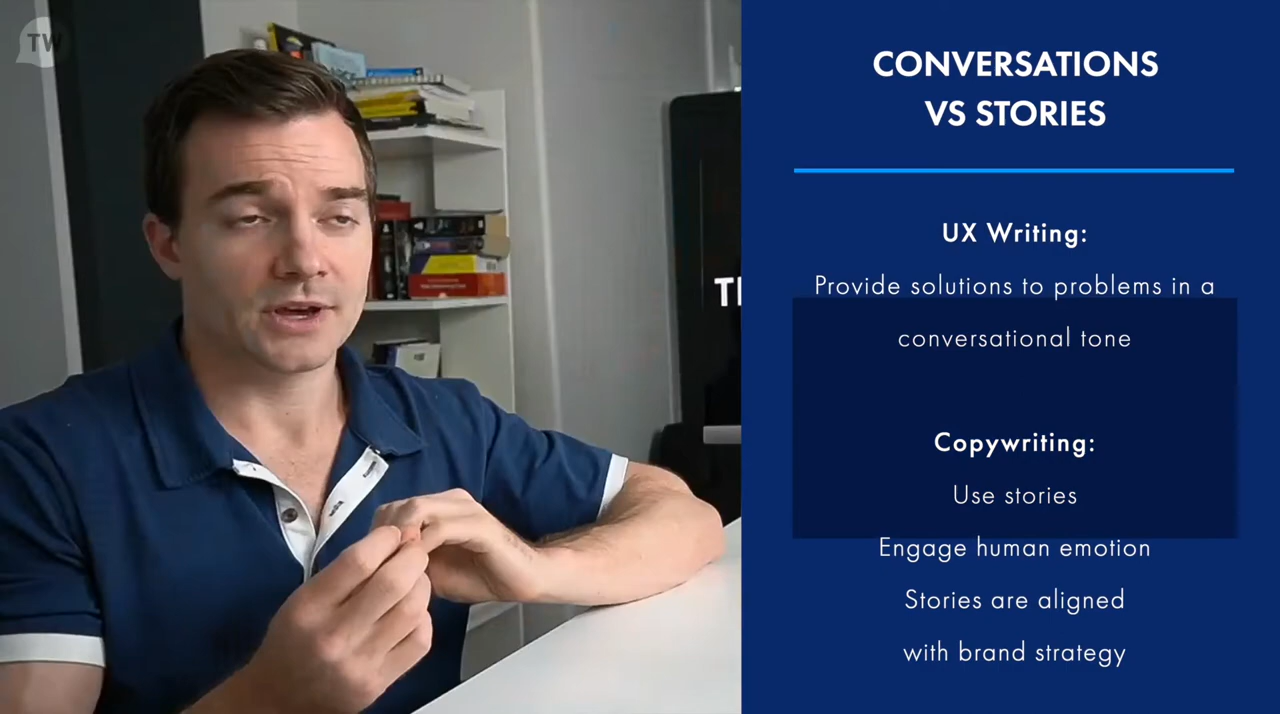 TW
CONVERSATIONS
VS STORIES
UX Writing:
Provide solutions to problems in a
conversational tone
Copywriting:
Use stories
Engage human emotion
Stories are aligned
with brand strategy